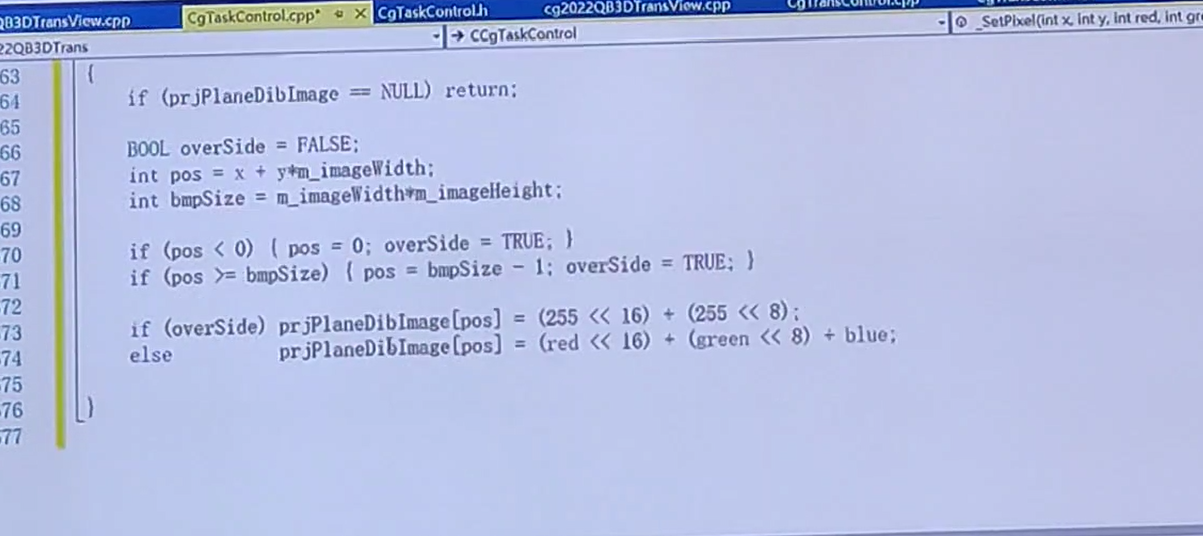 QB3DTransView.cpp CgTaskControl.cpp* CgTaskControl.h cg2022QB3DTransView.cpp CgTransControl.cpp
22QB3DTrans → CCgTaskControl _SetPixel(int x, int y, int red, int gre
63 {
64 if (prjPlaneDibImage == NULL) return;
65
66 BOOL overSide = FALSE;
67 int pos = x + y*m_imageWidth;
68 int bmpSize = m_imageWidth*m_imageHeight;
69
70 if (pos < 0) { pos = 0; overSide = TRUE; }
71 if (pos >= bmpSize) { pos = bmpSize - 1; overSide = TRUE; }
72
73 if (overSide) prjPlaneDibImage[pos] = (255 << 16) + (255 << 8);
74 else prjPlaneDibImage[pos] = (red << 16) + (green << 8) + blue;
75
76 }
77